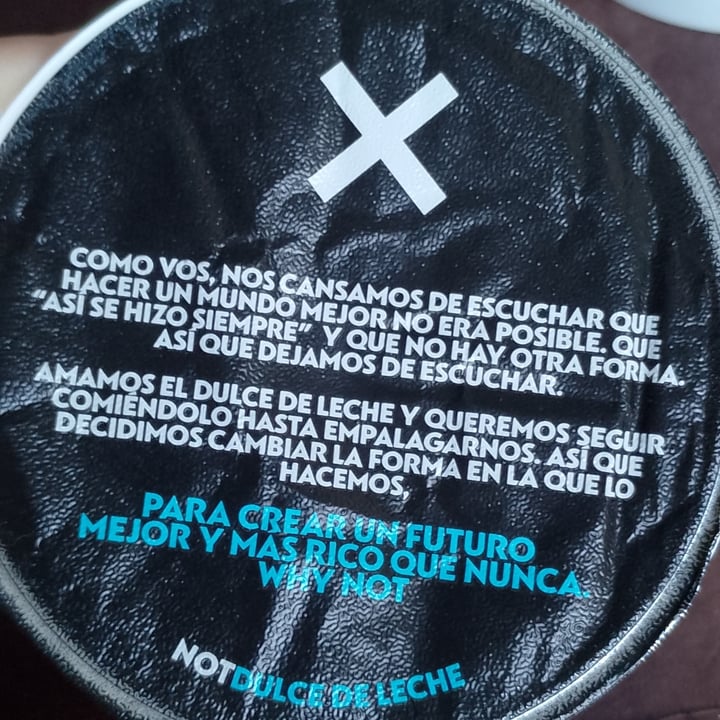 COMO VOS, NOS CANSAMOS DE ESCUCHAR QUE
HACER UN MUNDO MEJOR NO ERA POSIBLE. QUE
“ASÍ SE HIZO SIEMPRE” Y QUE NO HAY OTRA FORMA.
ASÍ QUE DEJAMOS DE ESCUCHAR.
AMAMOS EL DULCE DE LECHE Y QUEREMOS SEGUIR
COMIÉNDOLO HASTA EMPALAGARNOS. ASÍ QUE
DECIDIMOS CAMBIAR LA FORMA EN LA QUE LO
HACEMOS,
PARA CREAR UN FUTURO
MEJOR Y MAS RICO QUE NUNCA.
WHY NOT
NOTDULCE DE LECHE